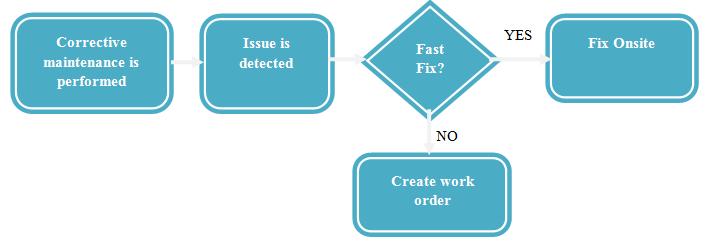 Corrective
maintenance is
performed
Issue is
detected
Fast
Fix?
YES
Fix Onsite
NO
Create work
order